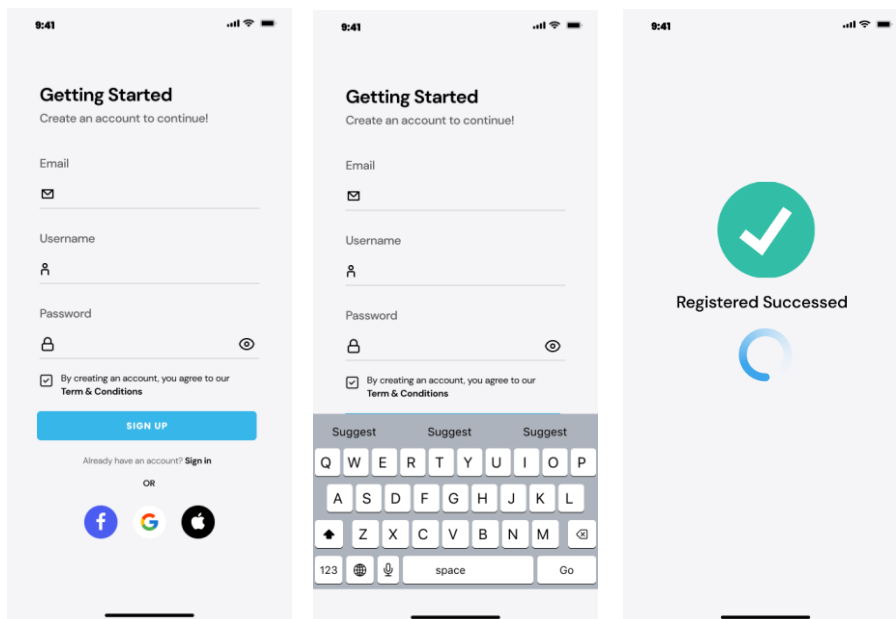 9:41
Getting Started
Create an account to continue!
Email
Username
Password
By creating an account, you agree to our
Term & Conditions
SIGN UP
Already have an account? Sign in
OR
f
G
9:41
Getting Started
Create an account to continue!
Email
Username
Password
By creating an account, you agree to our
Term & Conditions
Suggest Suggest Suggest
Q W E R T Y U I O P
A S D F G H J K L
Z X C V B N M
123 space Go
9:41
Registered Successed